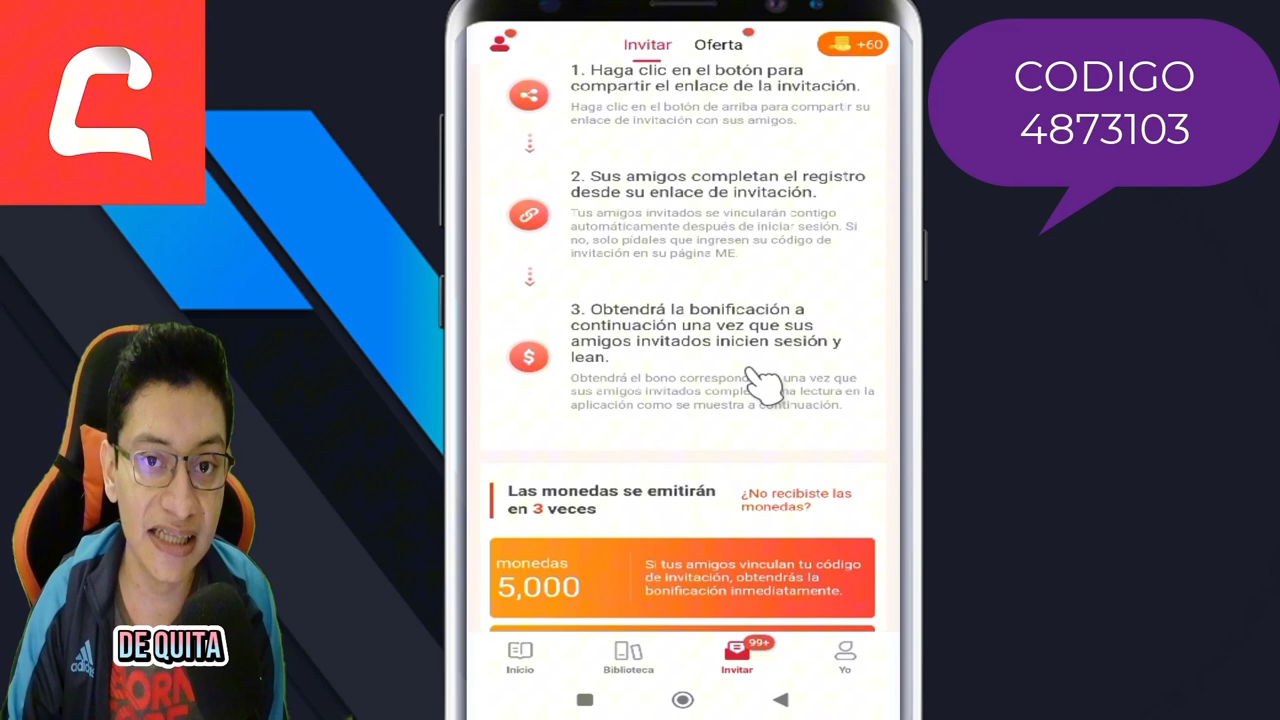 CODIGO
4873103
Invitar Oferta +60
1. Haga clic en el botón para
compartir el enlace de la invitación.
Haga clic en el botón de arriba para compartir su
enlace de invitación con sus amigos.
2. Sus amigos completan el registro
desde su enlace de invitación.
Tus amigos invitados se vincularán contigo
automáticamente después de iniciar sesión. Si
no, solo pídales que ingresen su código de
invitación en su página ME.
3. Obtendrá la bonificación a
continuación una vez que sus
amigos invitados inicien sesión y
lean.
$
Obtendrá el bono una vez que
sus amigos invitados lectura en la
aplicación como se muestra a continuación.
Las monedas se emitirán
en 3 veces
¿No recibiste las
monedas?
monedas
5,000
Si tus amigos vinculan tu código
de invitación, obtendrás la
bonificación inmediatamente.
99+
Inicio Biblioteca Invitar Yo
DE QUITA
adidas